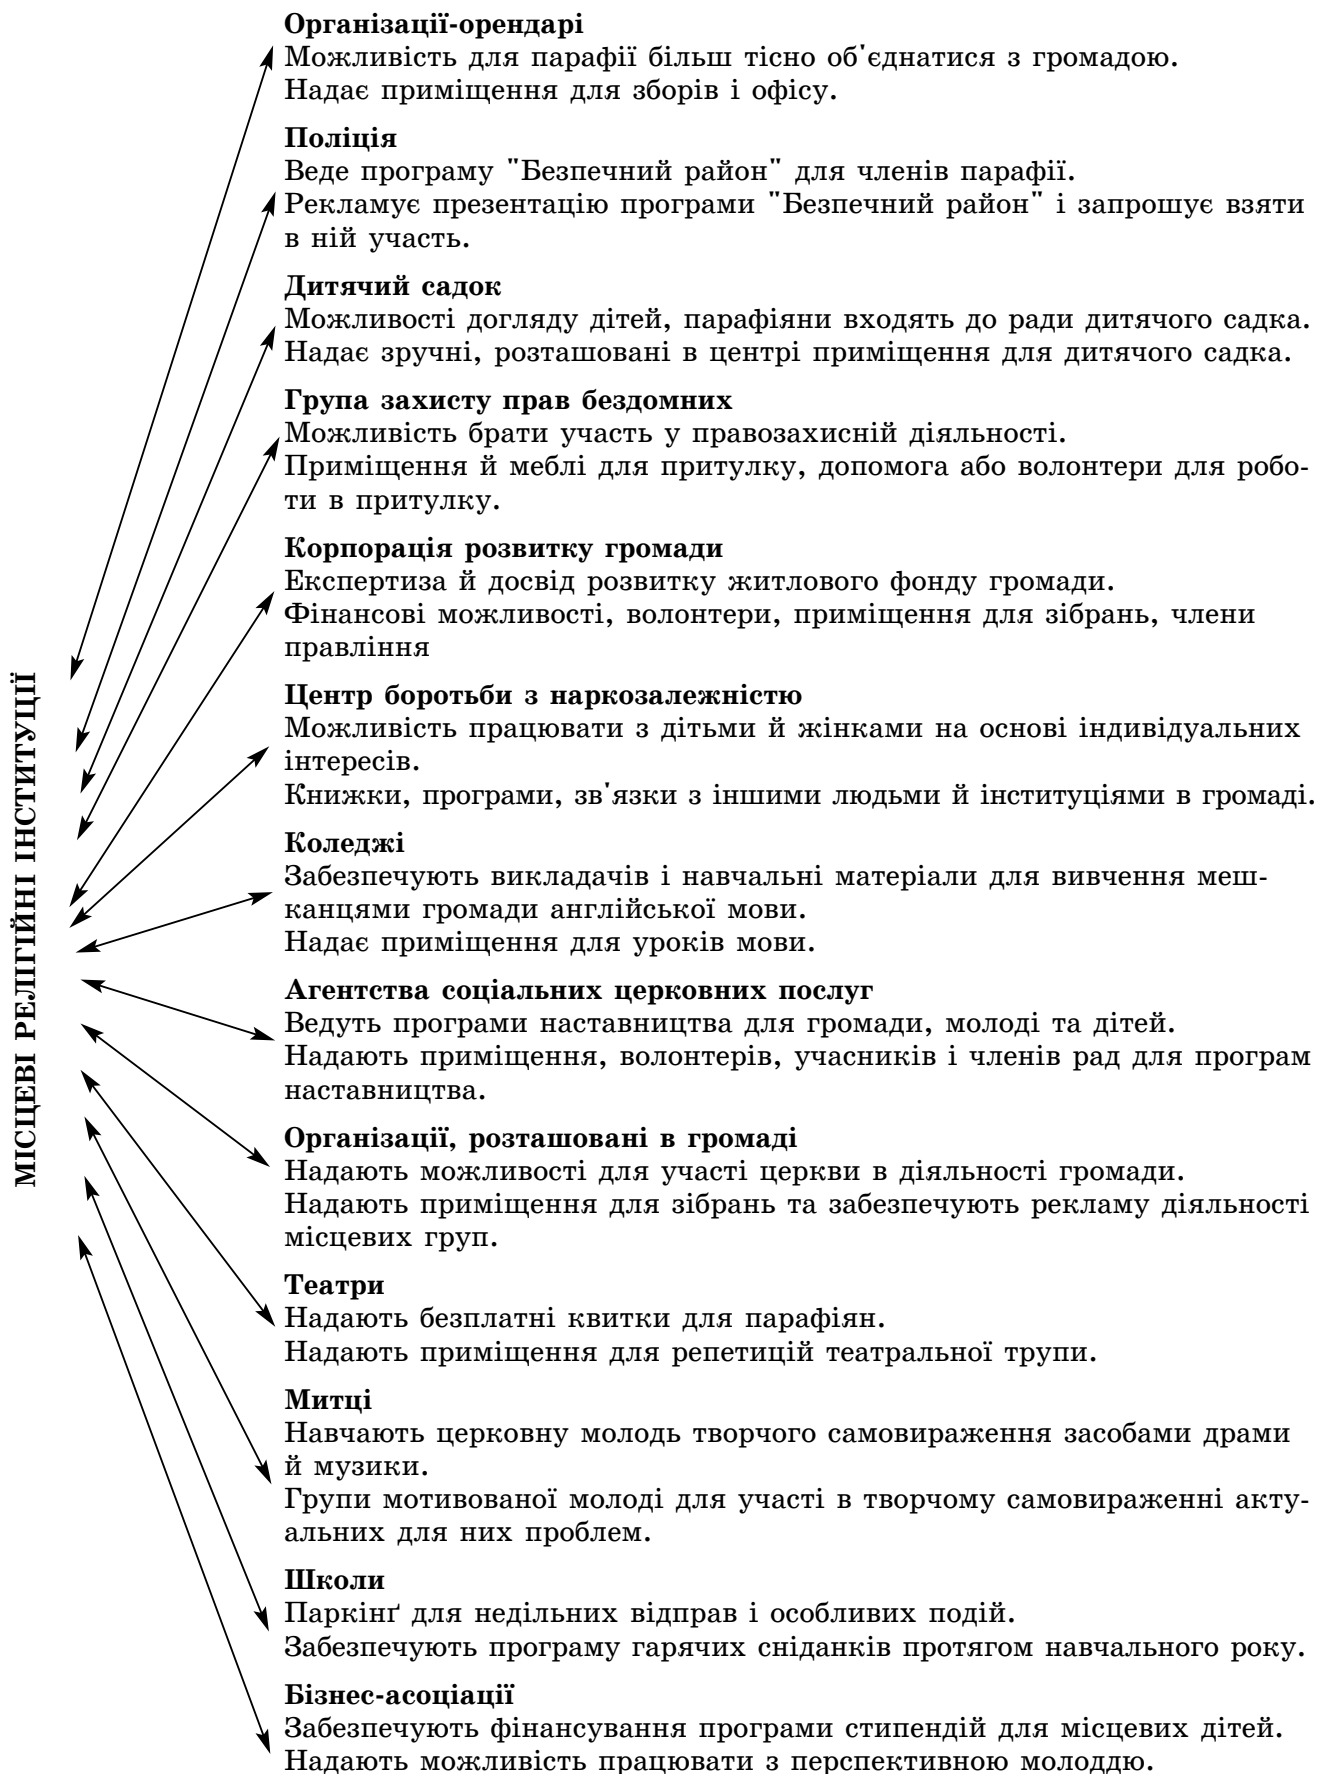 МІСЦЕВІ РЕЛІГІЙНІ ІНСТИТУЦІЇ
Організації-орендарі
Можливість для парафії більш тісно об'єднатися з громадою.
Надає приміщення для зборів і офісу.
Поліція
Веде програму "Безпечний район" для членів парафії.
Рекламує презентацію програми "Безпечний район" і запрошує взяти
в ній участь.
Дитячий садок
Можливості догляду дітей, парафіяни входять до ради дитячого садка.
Надає зручні, розташовані в центрі приміщення для дитячого садка.
Група захисту прав бездомних
Можливість брати участь у правозахисній діяльності.
Приміщення й меблі для притулку, допомога або волонтери для робо-
ти в притулку.
Корпорація розвитку громади
Експертиза й досвід розвитку житлового фонду громади.
Фінансові можливості, волонтери, приміщення для зібрань, члени
правління
Центр боротьби з наркозалежністю
Можливість працювати з дітьми й жінками на основі індивідуальних
інтересів.
Книжки, програми, зв'язки з іншими людьми й інституціями в громаді.
Коледжі
Забезпечують викладачів і навчальні матеріали для вивчення меш-
канцями громади англійської мови.
Надає приміщення для уроків мови.
Агентства соціальних церковних послуг
Ведуть програми наставництва для громади, молоді та дітей.
Надають приміщення, волонтерів, учасників і членів рад для програм
наставництва.
Організації, розташовані в громаді
Надають можливості для участі церкви в діяльності громади.
Надають приміщення для зібрань та забезпечують рекламу діяльності
місцевих груп.
Театри
Надають безплатні квитки для парафіян.
Надають приміщення для репетицій театральної трупи.
Митці
Навчають церковну молодь творчого самовираження засобами драми
й музики.
Групи мотивованої молоді для участі в творчому самовираженні акту-
альних для них проблем.
Школи
Паркінґ для недільних відправ і особливих подій.
Забезпечують програму гарячих сніданків протягом навчального року.
Бізнес-асоціації
Забезпечують фінансування програми стипендій для місцевих дітей.
Надають можливість працювати з перспективною молоддю.